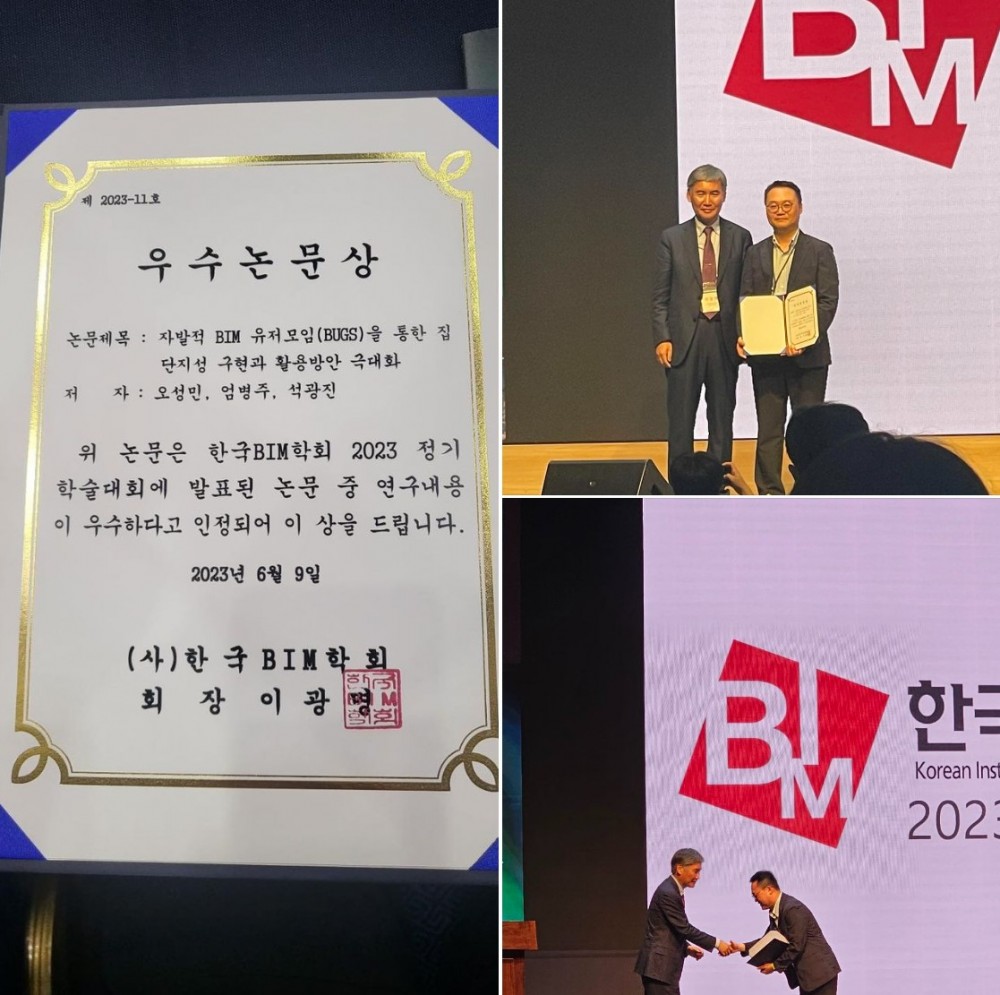 제 2023-11호
우수논문상
논문제목 : 자발적 BIM 유저모임(BUGS)을 통한 집
단지성 구현과 활용방안 극대화
저 자 : 오성민, 엄병주, 석광진
위 논문은 한국BIM학회 2023 정기
학술대회에 발표된 논문 중 연구내용
이 우수하다고 인정되어 이 상을 드립니다.
2023년 6월 9일
(사)한국BIM학회
회 장 이 광 명
BIM
BIM
한국
Korean Inst
2023